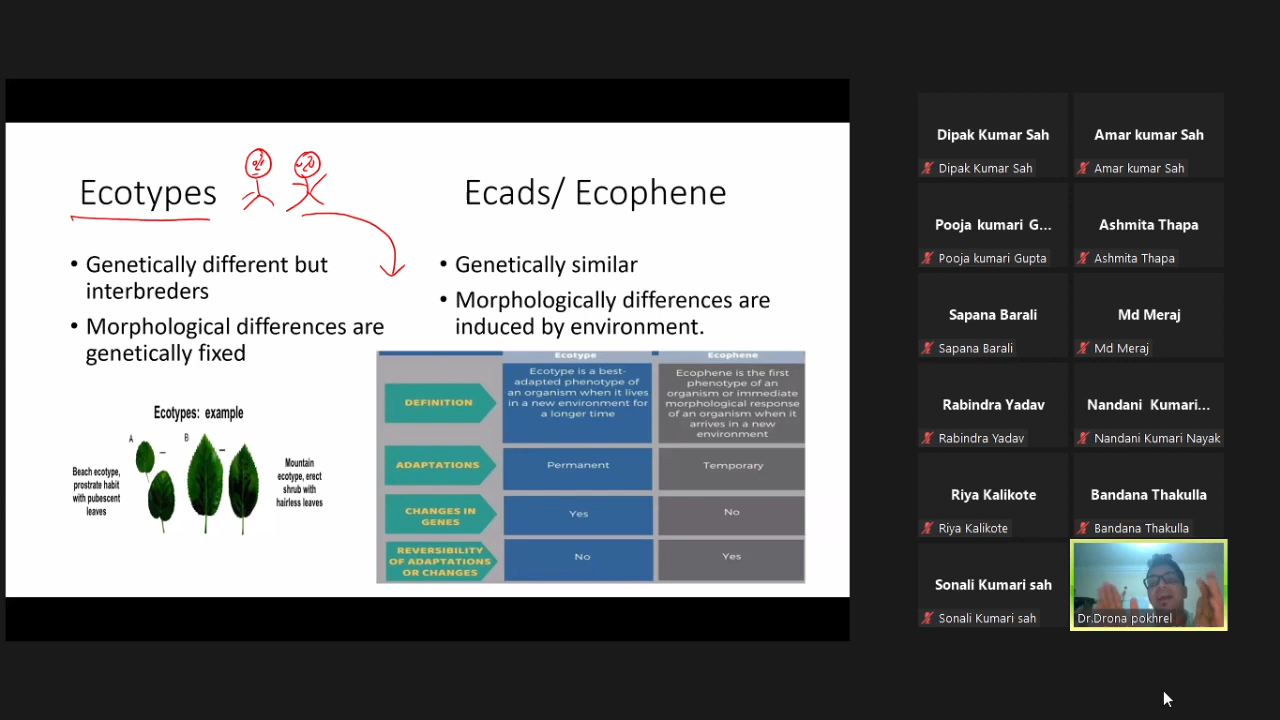 Ecotypes
Genetically different but
interbreders
Morphological differences are
genetically fixed
Ecotypes: example
A
B
Beach ecotype,
prostrate habit
with pubescent
leaves
Mountain
ecotype, erect
shrub with
hairless leaves
Ecads/ Ecophene
Genetically similar
Morphologically differences are
induced by environment.
Ecotype
Ecophene
DEFINITION
Ecotype is a best-
adapted phenotype of
an organism when it lives
in a new environment for
a longer time
Ecophene is the first
phenotype of an
organism or immediate
morphological response
of an organism when it
arrives in a new
environment
ADAPTATIONS
Permanent
Temporary
CHANGES IN
GENES
Yes
No
REVERSIBILITY
OF ADAPTATIONS
OR CHANGES
No
Yes
Dipak Kumar Sah
Dipak Kumar Sah
Amar kumar Sah
Amar kumar Sah
Pooja kumari G...
Pooja kumari Gupta
Ashmita Thapa
Ashmita Thapa
Sapana Barali
Sapana Barali
Md Meraj
Md Meraj
Rabindra Yadav
Rabindra Yadav
Nandani Kumari...
Nandani Kumari Nayak
Riya Kalikote
Riya Kalikote
Bandana Thakulla
Bandana Thakulla
Sonali Kumari sah
Sonali Kumari sah
Dr.Drona pokhrel